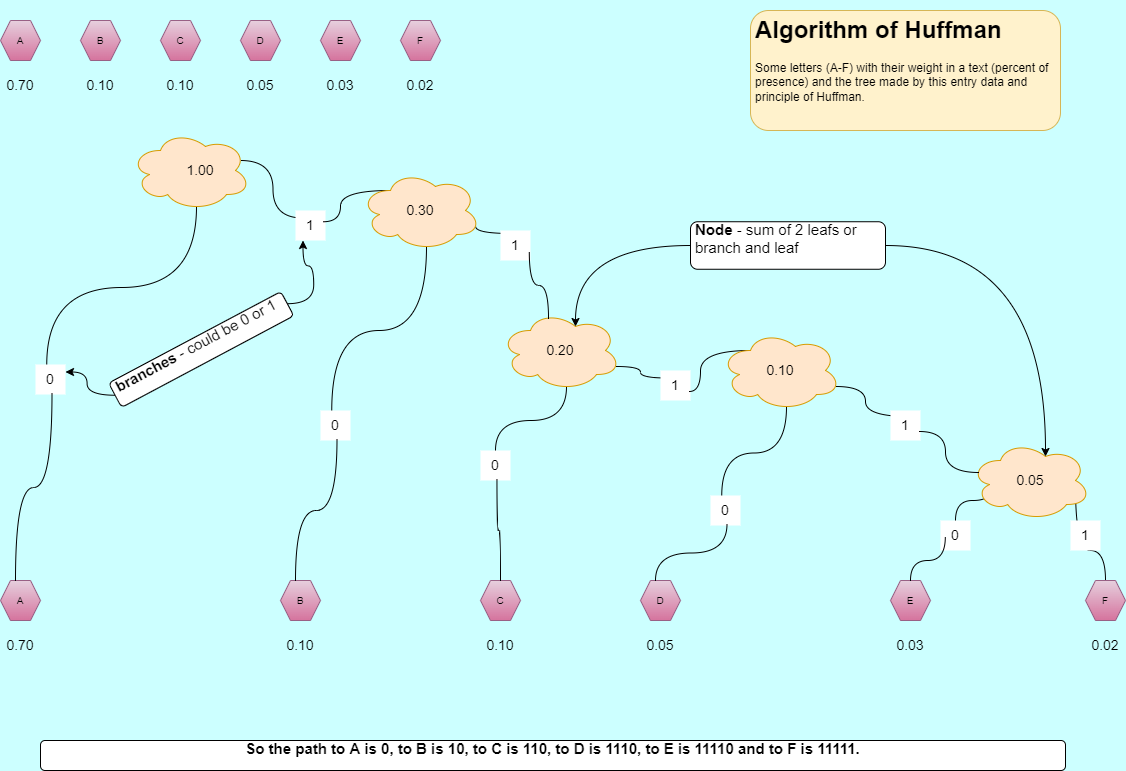 A B C D E F
0.70 0.10 0.10 0.05 0.03 0.02
Algorithm of Huffman
Some letters (A-F) with their weight in a text (percent of
presence) and the tree made by this entry data and
principle of Huffman.
1.00
0.30
1
1
Node - sum of 2 leafs or
branch and leaf
branches - could be 0 or 1
0.20
0.10
0
1
0
1
0
0.05
0
0
1
A B C D E F
0.70 0.10 0.10 0.05 0.03 0.02
So the path to A is 0, to B is 10, to C is 110, to D is 1110, to E is 11110 and to F is 11111.